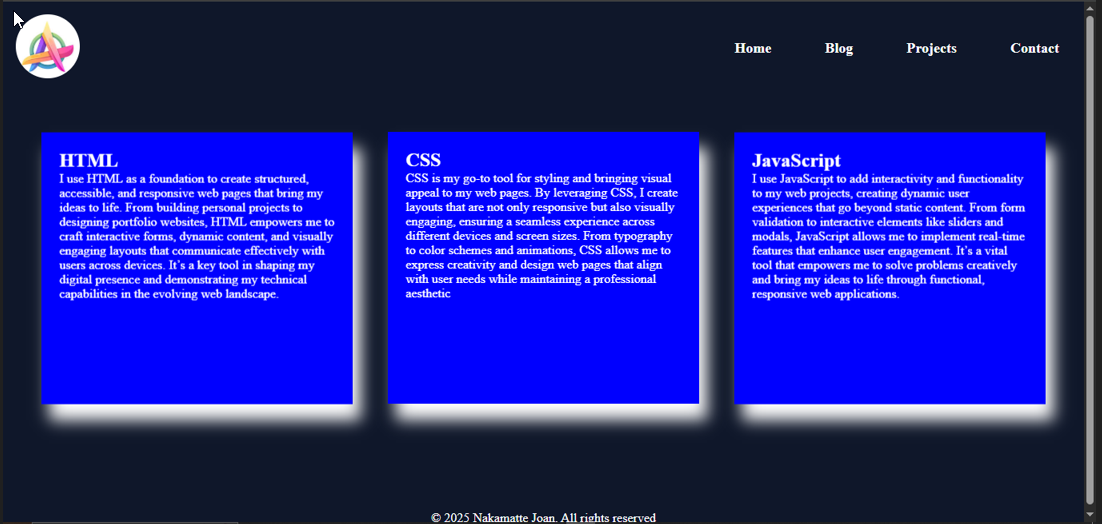 Home Blog Projects Contact
HTML
I use HTML as a foundation to create structured,
accessible, and responsive web pages that bring my
ideas to life. From building personal projects to
designing portfolio websites, HTML empowers me to
craft interactive forms, dynamic content, and visually
engaging layouts that communicate effectively with
users across devices. It’s a key tool in shaping my
digital presence and demonstrating my technical
capabilities in the evolving web landscape.
CSS
CSS is my go-to tool for styling and bringing visual
appeal to my web pages. By leveraging CSS, I create
layouts that are not only responsive but also visually
engaging, ensuring a seamless experience across
different devices and screen sizes. From typography
to color schemes and animations, CSS allows me to
express creativity and design web pages that align
with user needs while maintaining a professional
aesthetic
JavaScript
I use JavaScript to add interactivity and functionality
to my web projects, creating dynamic user
experiences that go beyond static content. From form
validation to interactive elements like sliders and
modals, JavaScript allows me to implement real-time
features that enhance user engagement. It’s a vital
tool that empowers me to solve problems creatively
and bring my ideas to life through functional,
responsive web applications.
© 2025 Nakamatte Joan. All rights reserved